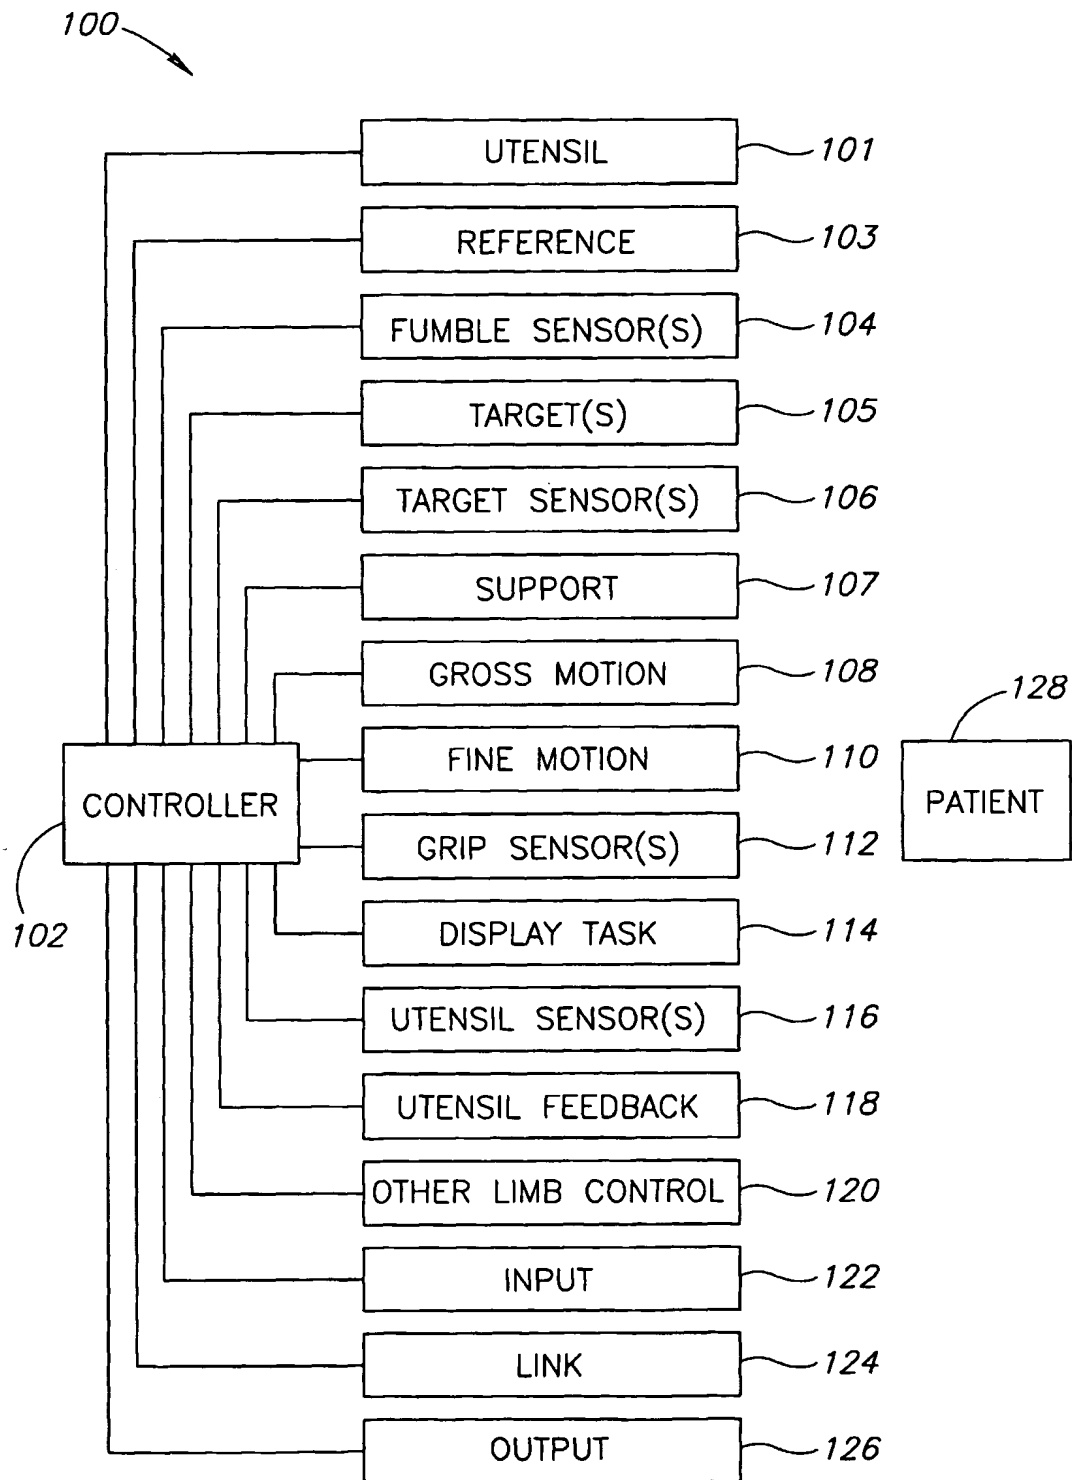 100
UTENSIL 101
REFERENCE 103
FUMBLE SENSOR(S) 104
TARGET(S) 105
TARGET SENSOR(S) 106
SUPPORT 107
GROSS MOTION 108
128
FINE MOTION 110
CONTROLLER
PATIENT
GRIP SENSOR(S) 112
102
DISPLAY TASK 114
UTENSIL SENSOR(S) 116
UTENSIL FEEDBACK 118
OTHER LIMB CONTROL 120
INPUT 122
LINK 124
OUTPUT 126